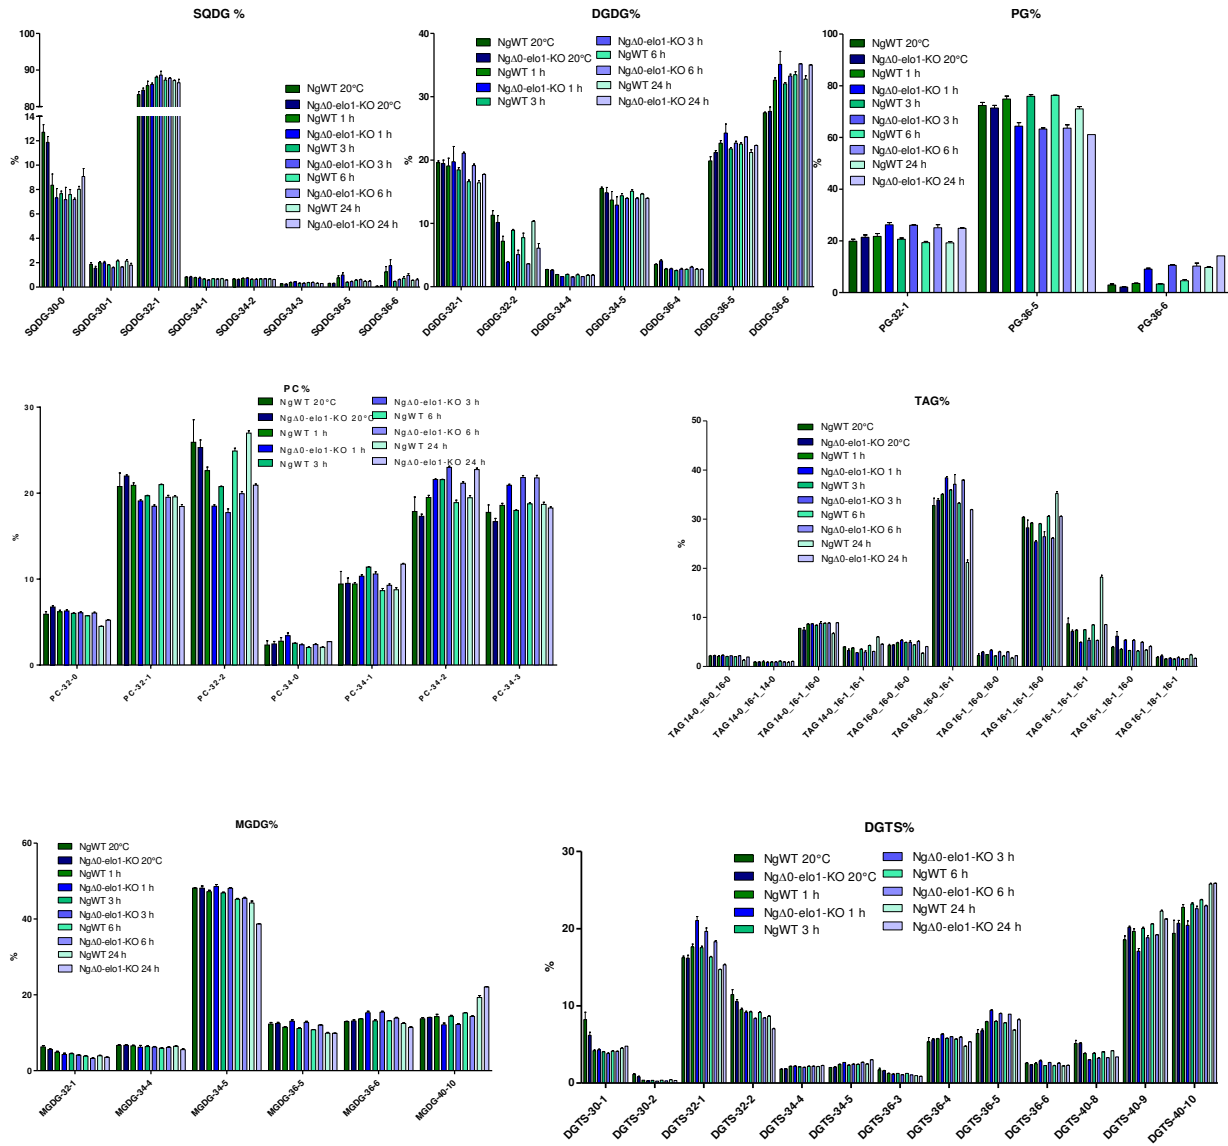 SQDG %
%
100
90
80
14
12
10
8
6
4
2
0
NgWT 20°C
NgΔ0-elo1-KO 20°C
NgWT 1 h
NgΔ0-elo1-KO 1 h
NgWT 3 h
NgΔ0-elo1-KO 3 h
NgWT 6 h
NgΔ0-elo1-KO 6 h
NgWT 24 h
NgΔ0-elo1-KO 24 h
SQDG-30-0
SQDG-30-1
SQDG-32-1
SQDG-34-1
SQDG-34-2
SQDG-34-3
SQDG-36-5
SQDG-36-6
DGDG%
%
40
30
20
10
0
NgWT 20°C
NgΔ0-elo1-KO 20°C
NgWT 1 h
NgΔ0-elo1-KO 1 h
NgWT 3 h
NgΔ0-elo1-KO 3 h
NgWT 6 h
NgΔ0-elo1-KO 6 h
NgWT 24 h
NgΔ0-elo1-KO 24 h
DGDG-32-1
DGDG-32-2
DGDG-34-4
DGDG-34-5
DGDG-36-4
DGDG-36-5
DGDG-36-6
PG%
%
100
80
60
40
20
0
NgWT 20°C
NgΔ0-elo1-KO 20°C
NgWT 1 h
NgΔ0-elo1-KO 1 h
NgWT 3 h
NgΔ0-elo1-KO 3 h
NgWT 6 h
NgΔ0-elo1-KO 6 h
NgWT 24 h
NgΔ0-elo1-KO 24 h
PG-32-1
PG-36-5
PG-36-6
PC%
%
30
20
10
0
NgWT 20°C
NgΔ0-elo1-KO 20°C
NgWT 1 h
NgΔ0-elo1-KO 1 h
NgWT 3 h
NgΔ0-elo1-KO 3 h
NgWT 6 h
NgΔ0-elo1-KO 6 h
NgWT 24 h
NgΔ0-elo1-KO 24 h
PC-32-0
PC-32-1
PC-32-2
PC-34-0
PC-34-1
PC-34-2
PC-34-3
TAG%
%
50
40
30
20
10
0
NgWT 20°C
NgΔ0-elo1-KO 20°C
NgWT 1 h
NgΔ0-elo1-KO 1 h
NgWT 3 h
NgΔ0-elo1-KO 3 h
NgWT 6 h
NgΔ0-elo1-KO 6 h
NgWT 24 h
NgΔ0-elo1-KO 24 h
TAG 14-0_16-0_16-0
TAG 14-0_16-1_14-0
TAG 14-0_16-1_16-0
TAG 14-0_16-1_16-1
TAG 16-0_16-0_16-0
TAG 16-0_16-0_16-1
TAG 16-1_16-0_18-0
TAG 16-1_16-1_16-0
TAG 16-1_16-1_16-1
TAG 16-1_18-1_16-0
TAG 16-1_18-1_16-1
MGDG%
%
60
40
20
0
NgWT 20°C
NgΔ0-elo1-KO 20°C
NgWT 1 h
NgΔ0-elo1-KO 1 h
NgWT 3 h
NgΔ0-elo1-KO 3 h
NgWT 6 h
NgΔ0-elo1-KO 6 h
NgWT 24 h
NgΔ0-elo1-KO 24 h
MGDG-32-1
MGDG-34-4
MGDG-34-5
MGDG-36-5
MGDG-36-6
MGDG-40-10
DGTS%
%
30
20
10
0
NgWT 20°C
NgΔ0-elo1-KO 20°C
NgWT 1 h
NgΔ0-elo1-KO 1 h
NgWT 3 h
NgΔ0-elo1-KO 3 h
NgWT 6 h
NgΔ0-elo1-KO 6 h
NgWT 24 h
NgΔ0-elo1-KO 24 h
DGTS-30-1
DGTS-30-2
DGTS-32-1
DGTS-32-2
DGTS-34-4
DGTS-34-5
DGTS-36-3
DGTS-36-4
DGTS-36-5
DGTS-36-6
DGTS-40-8
DGTS-40-9
DGTS-40-10